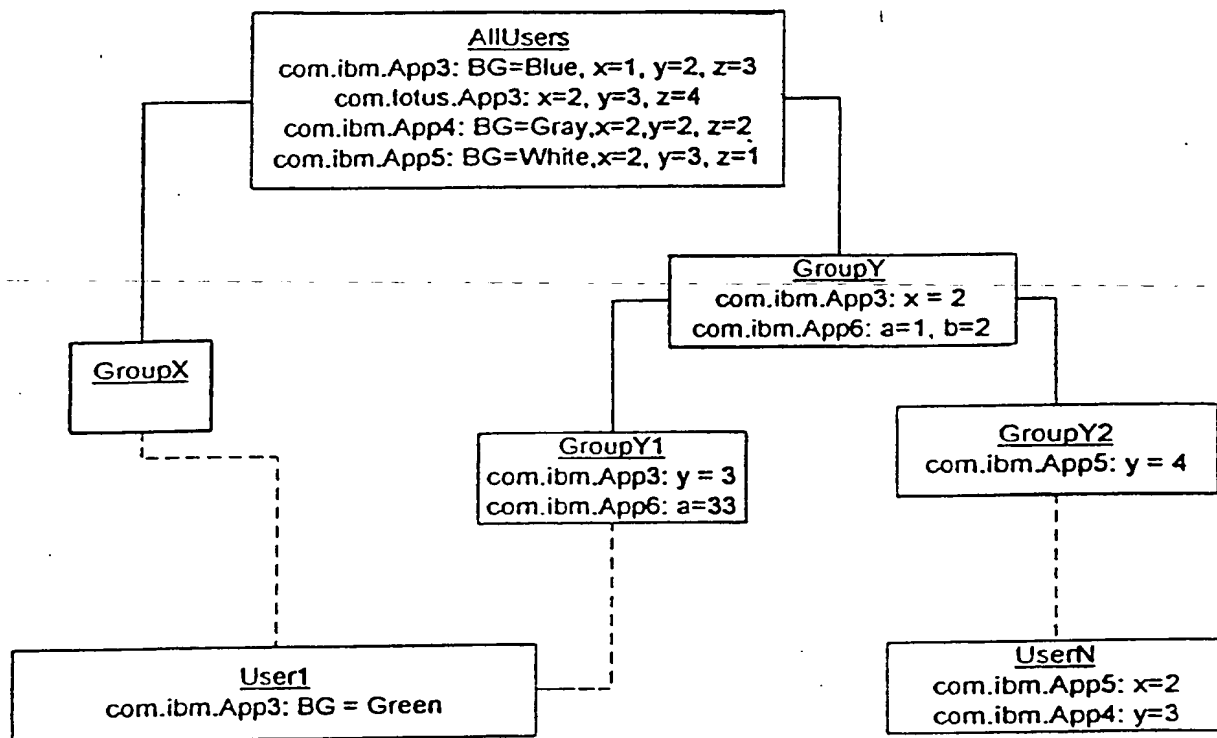 AllUsers
com.ibm.App3: BG=Blue, x=1, y=2, z=3
com.lotus.App3: x=2, y=3, z=4
com.ibm.App4: BG=Gray,x=2,y=2, z=2
com.ibm.App5: BG=White,x=2, y=3, z=1
GroupY
com.ibm.App3: x = 2
com.ibm.App6: a=1, b=2
GroupX
GroupY1
com.ibm.App3: y = 3
com.ibm.App6: a=33
GroupY2
com.ibm.App5: y = 4
User1
com.ibm.App3: BG = Green
UserN
com.ibm.App5: x=2
com.ibm.App4: y=3